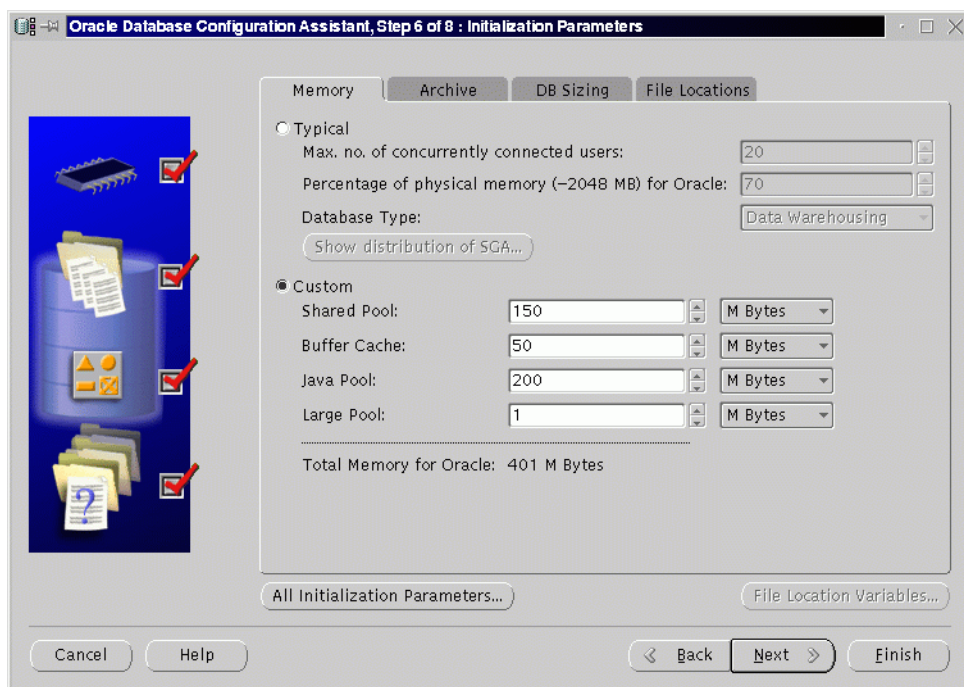 Oracle Database Configuration Assistant, Step 6 of 8 : Initialization Parameters
Memory Archive DB Sizing File Locations
Typical
Max. no. of concurrently connected users: 20
Percentage of physical memory (-2048 MB) for Oracle: 70
Database Type: Data Warehousing
Show distribution of SGA...
Custom
Shared Pool: 150 M Bytes
Buffer Cache: 50 M Bytes
Java Pool: 200 M Bytes
Large Pool: 1 M Bytes
Total Memory for Oracle: 401 M Bytes
All Initialization Parameters... File Location Variables...
Cancel Help Back Next Finish